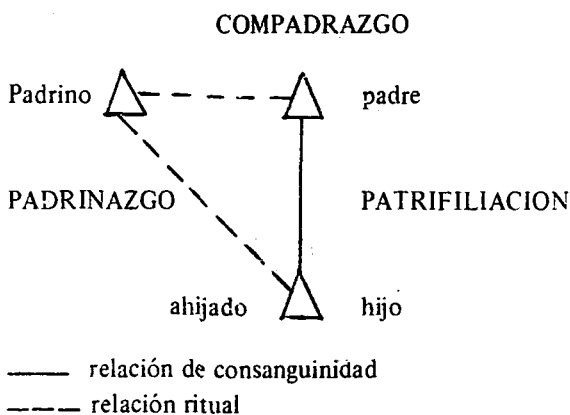 COMPADRAZGO
Padrino padre
PADRINAZGO PATRIFILIACION
ahijado hijo
relación de consanguinidad
relación ritual